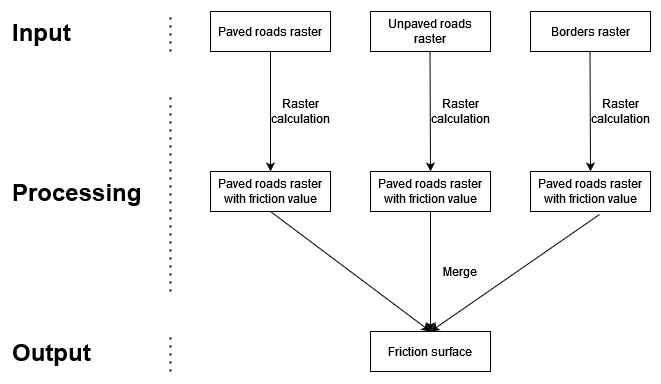 Input
Paved roads raster
Unpaved roads
raster
Borders raster
Raster
calculation
Raster
calculation
Raster
calculation
Processing
Paved roads raster
with friction value
Paved roads raster
with friction value
Paved roads raster
with friction value
Merge
Output
Friction surface